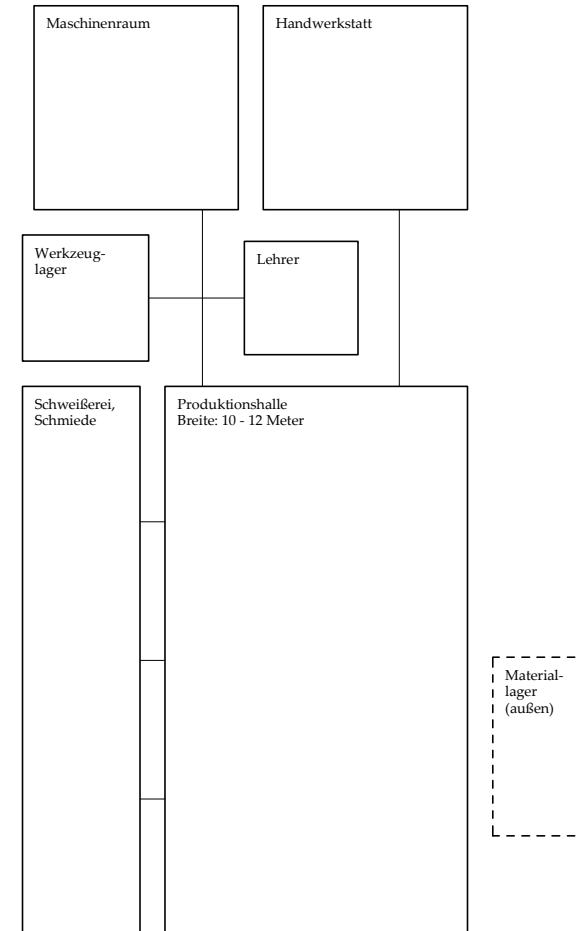 Maschinenraum
Handwerkstatt
Werkzeug-
lager
Lehrer
Schweißerei,
Schmiede
Produktionshalle
Breite: 10 - 12 Meter
Material-
lager
(außen)